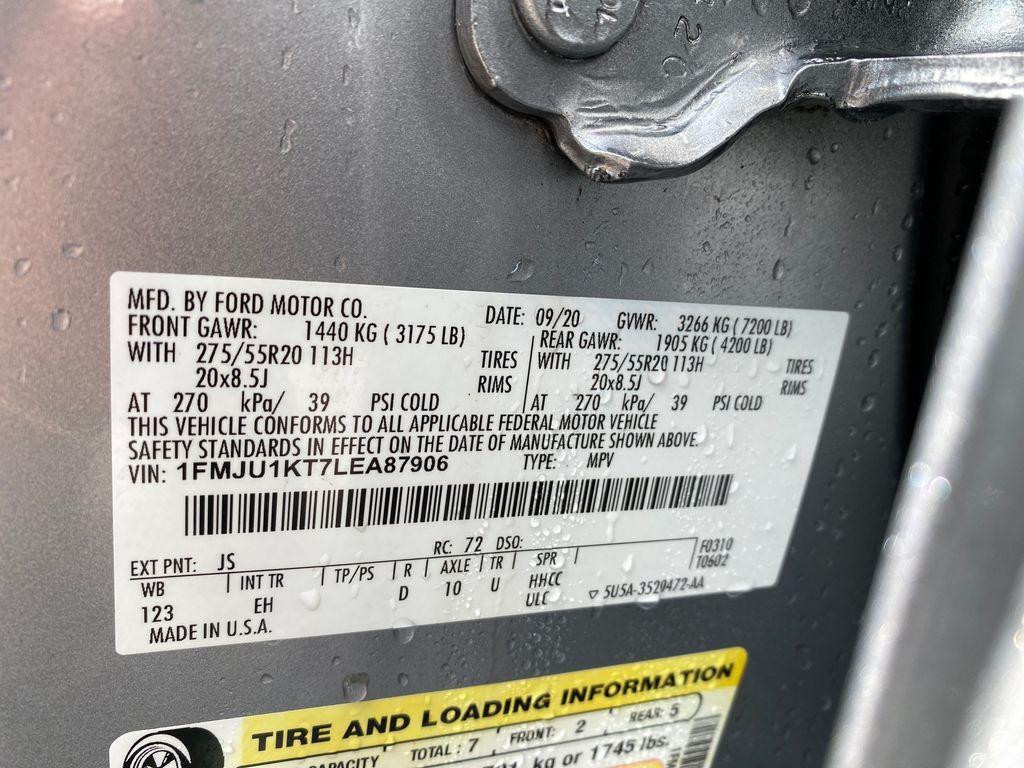 MFD. BY FORD MOTOR CO. DATE: 09/20 GVWR: 3266 KG ( 7200 LB)
FRONT GAWR: 1440 KG ( 3175 LB) REAR GAWR: 1905 KG ( 4200 LB)
WITH 275/55R20 113H TIRES WITH 275/55R20 113H TIRES
20x8.5J RIMS 20x8.5J RIMS
AT 270 kPa/ 39 PSI COLD AT 270 kPa/ 39 PSI COLD
THIS VEHICLE CONFORMS TO ALL APPLICABLE FEDERAL MOTOR VEHICLE
SAFETY STANDARDS IN EFFECT ON THE DATE OF MANUFACTURE SHOWN ABOVE.
VIN: 1FMJU1KT7LEA87906 TYPE: MPV
EXT PNT: JS RC: 72 DSO: F0310
WB INT TR TP/PS R AXLE TR SPR T0602
123 EH D 10 U HHCC
ULC 5U5A-3520472-AA
MADE IN U.S.A.
TIRE AND LOADING INFORMATION
CAPACITY TOTAL: 7 FRONT: 2 REAR: 5
kg or 1745 lbs.